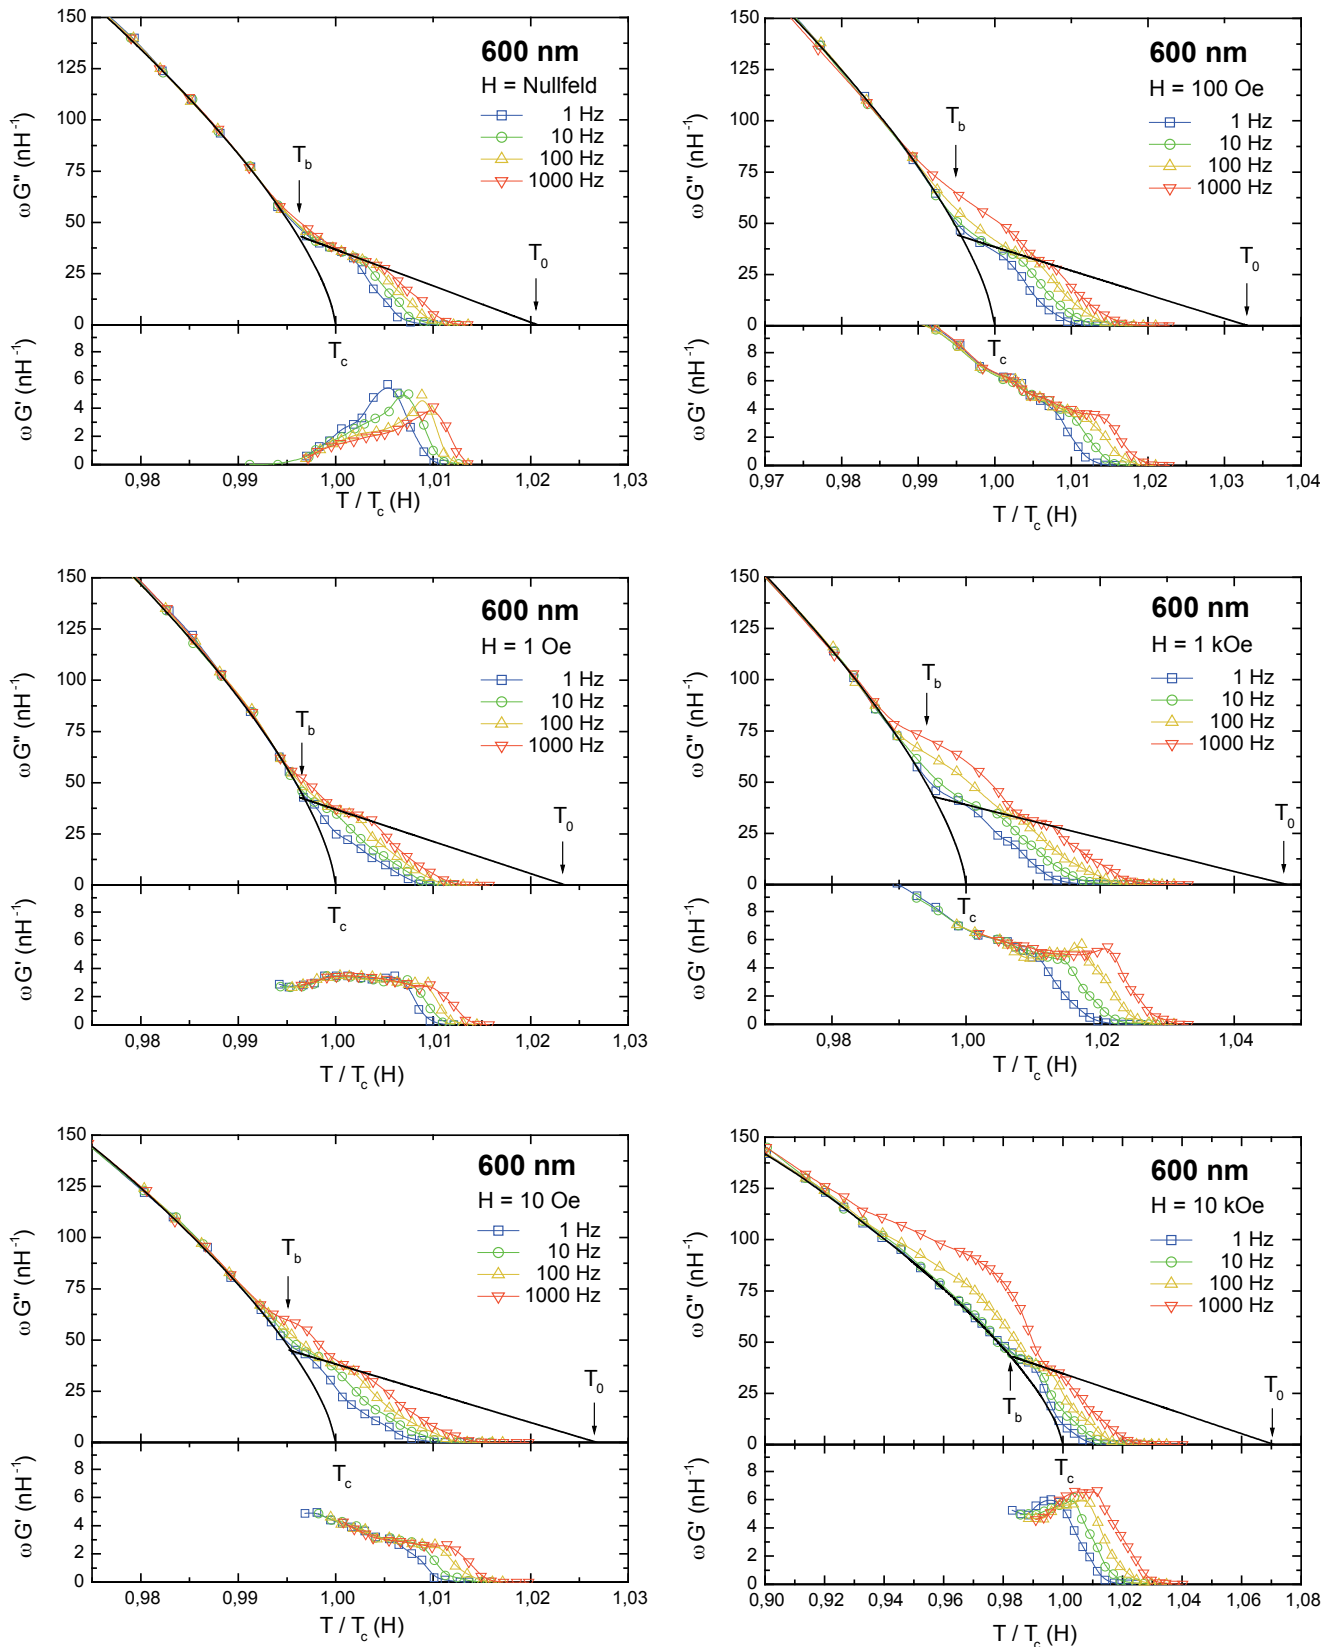 600 nm
H = Nullfeld
1 Hz
10 Hz
100 Hz
1000 Hz
T_b
T_0
T_c
ωG'' (nH⁻¹)
150
125
100
75
50
25
0
ωG' (nH⁻¹)
8
6
4
2
0
0,98 0,99 1,00 1,01 1,02 1,03
T / T_c (H)
600 nm
H = 100 Oe
1 Hz
10 Hz
100 Hz
1000 Hz
T_b
T_0
T_c
ωG'' (nH⁻¹)
150
125
100
75
50
25
0
ωG' (nH⁻¹)
8
6
4
2
0
0,97 0,98 0,99 1,00 1,01 1,02 1,03 1,04
T / T_c (H)
600 nm
H = 1 Oe
1 Hz
10 Hz
100 Hz
1000 Hz
T_b
T_0
T_c
ωG'' (nH⁻¹)
150
125
100
75
50
25
0
ωG' (nH⁻¹)
8
6
4
2
0
0,98 0,99 1,00 1,01 1,02 1,03
T / T_c (H)
600 nm
H = 1 kOe
1 Hz
10 Hz
100 Hz
1000 Hz
T_b
T_0
T_c
ωG'' (nH⁻¹)
150
125
100
75
50
25
0
ωG' (nH⁻¹)
8
6
4
2
0
0,98 1,00 1,02 1,04
T / T_c (H)
600 nm
H = 10 Oe
1 Hz
10 Hz
100 Hz
1000 Hz
T_b
T_0
T_c
ωG'' (nH⁻¹)
150
125
100
75
50
25
0
ωG' (nH⁻¹)
8
6
4
2
0
0,98 0,99 1,00 1,01 1,02 1,03
T / T_c (H)
600 nm
H = 10 kOe
1 Hz
10 Hz
100 Hz
1000 Hz
T_b
T_0
T_c
ωG'' (nH⁻¹)
150
125
100
75
50
25
0
ωG' (nH⁻¹)
8
6
4
2
0
0,90 0,92 0,94 0,96 0,98 1,00 1,02 1,04 1,06 1,08
T / T_c (H)